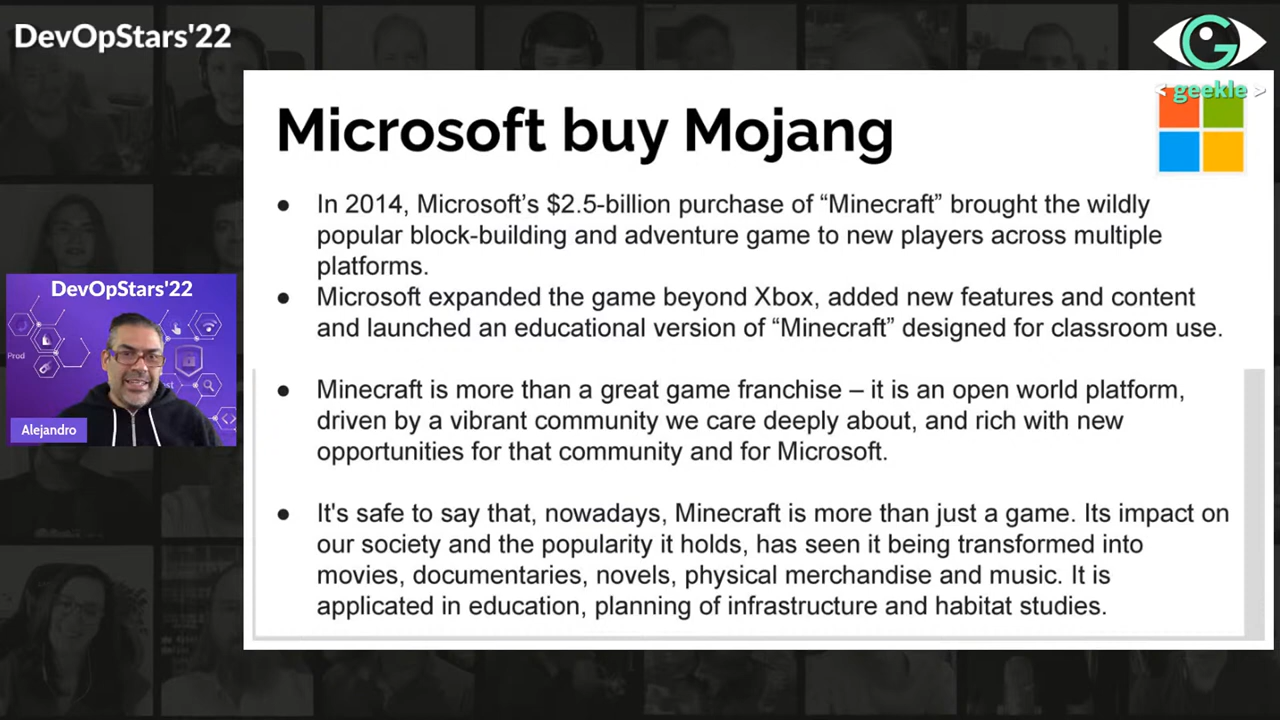 DevOpStars'22
< geekle >
Microsoft buy Mojang
● In 2014, Microsoft’s $2.5-billion purchase of “Minecraft” brought the wildly
popular block-building and adventure game to new players across multiple
platforms.
● Microsoft expanded the game beyond Xbox, added new features and content
and launched an educational version of “Minecraft” designed for classroom use.
● Minecraft is more than a great game franchise – it is an open world platform,
driven by a vibrant community we care deeply about, and rich with new
opportunities for that community and for Microsoft.
● It's safe to say that, nowadays, Minecraft is more than just a game. Its impact on
our society and the popularity it holds, has seen it being transformed into
movies, documentaries, novels, physical merchandise and music. It is
applicated in education, planning of infrastructure and habitat studies.
DevOpStars'22
Prod
Alejandro